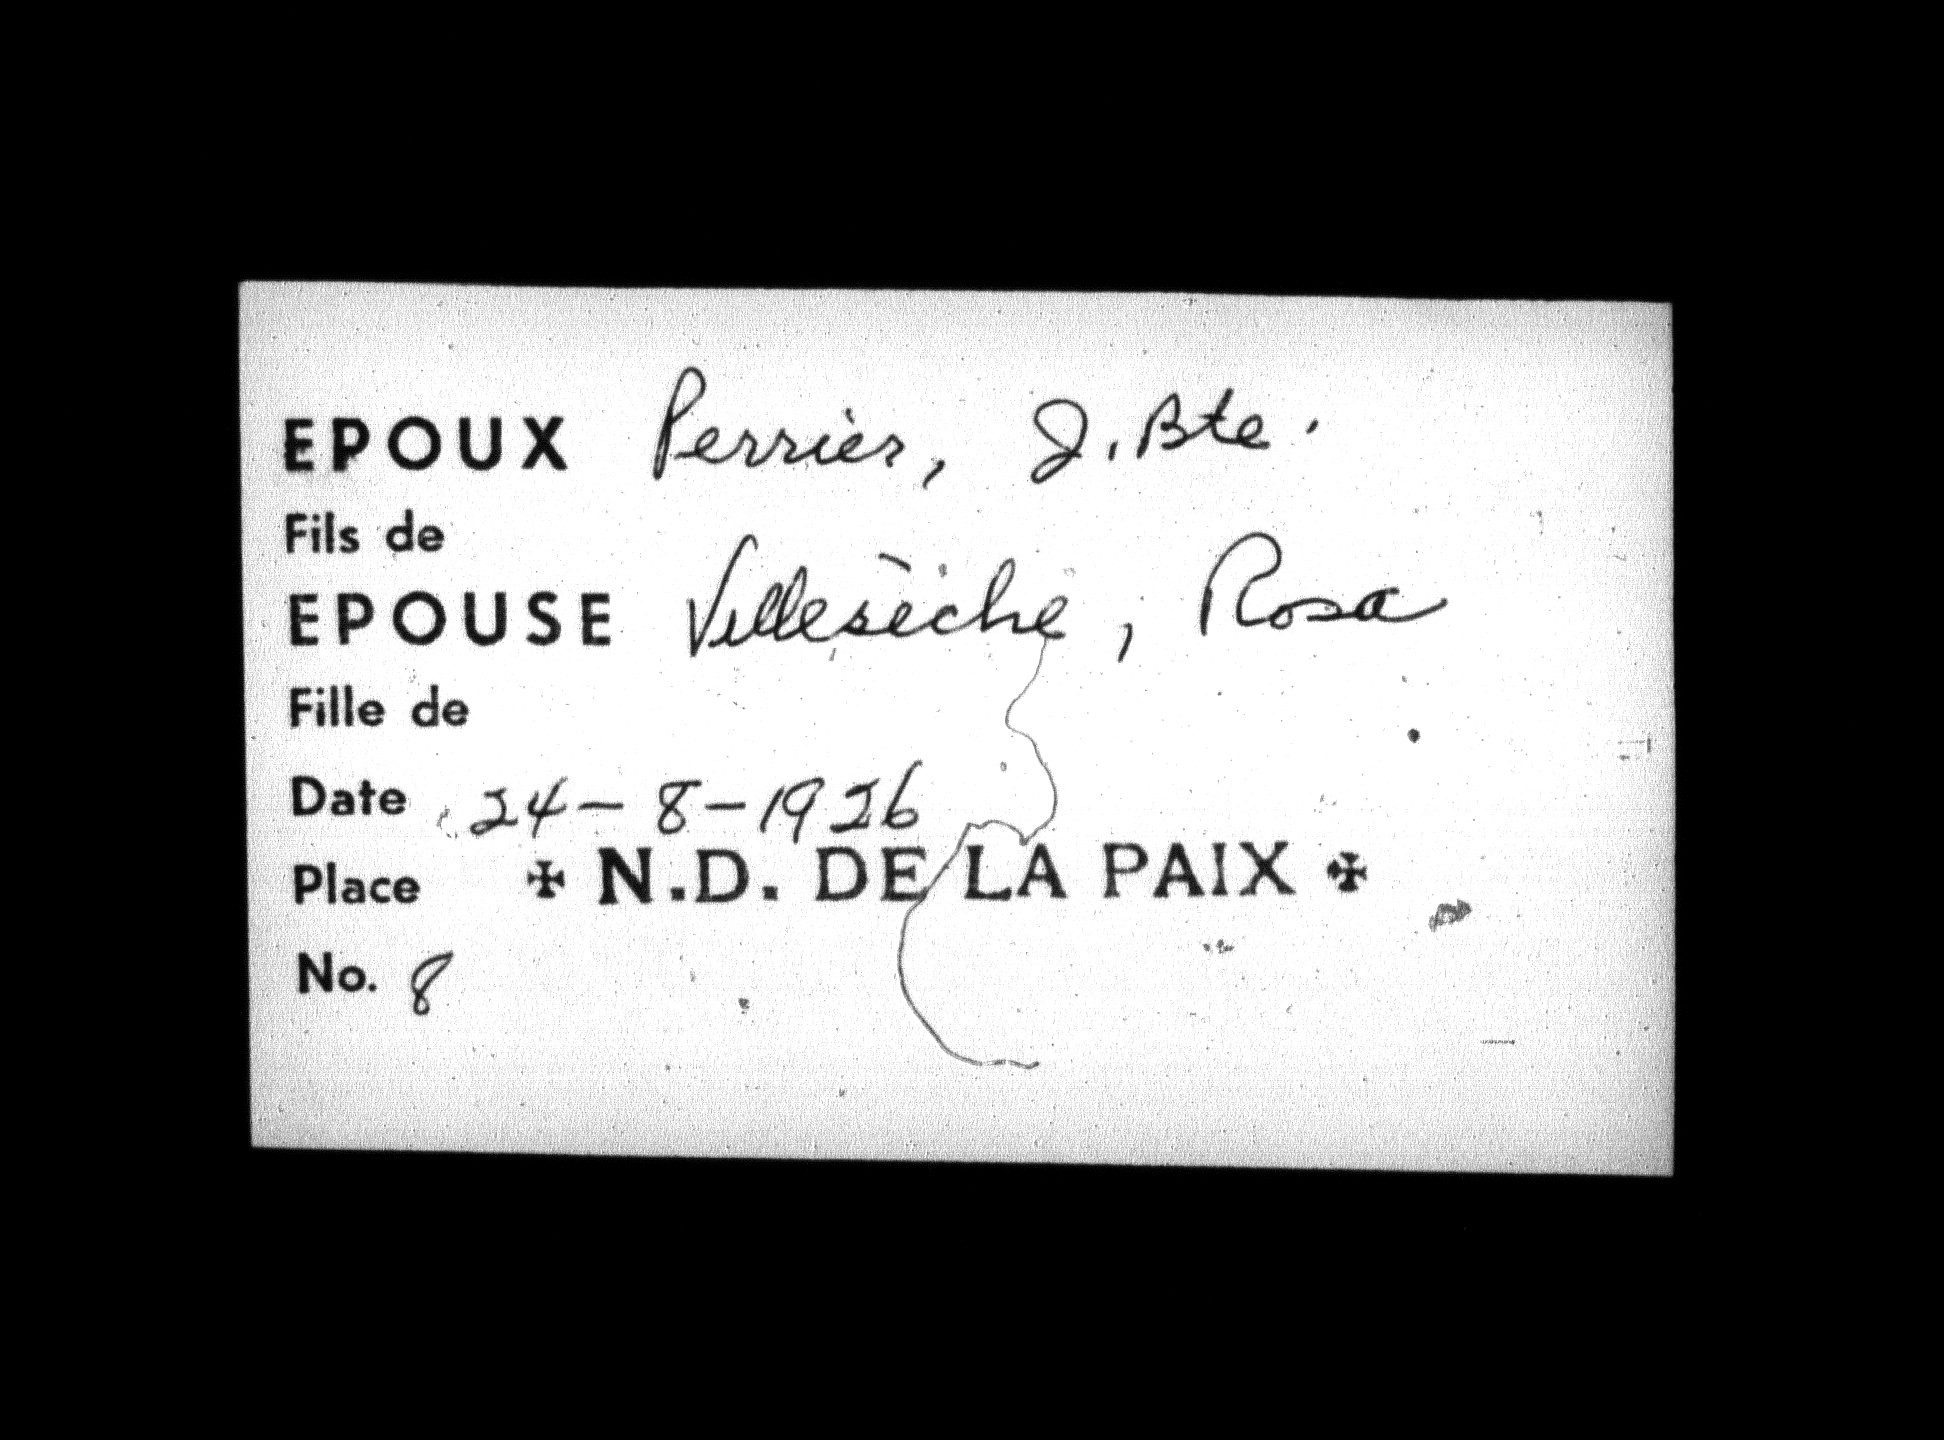 EPOUX Perrier, J. Bte.
Fils de
EPOUSE Villesèche, Rosa
Fille de
Date 24-8-1926
Place ✠ N.D. DE LA PAIX ✠
No. 8